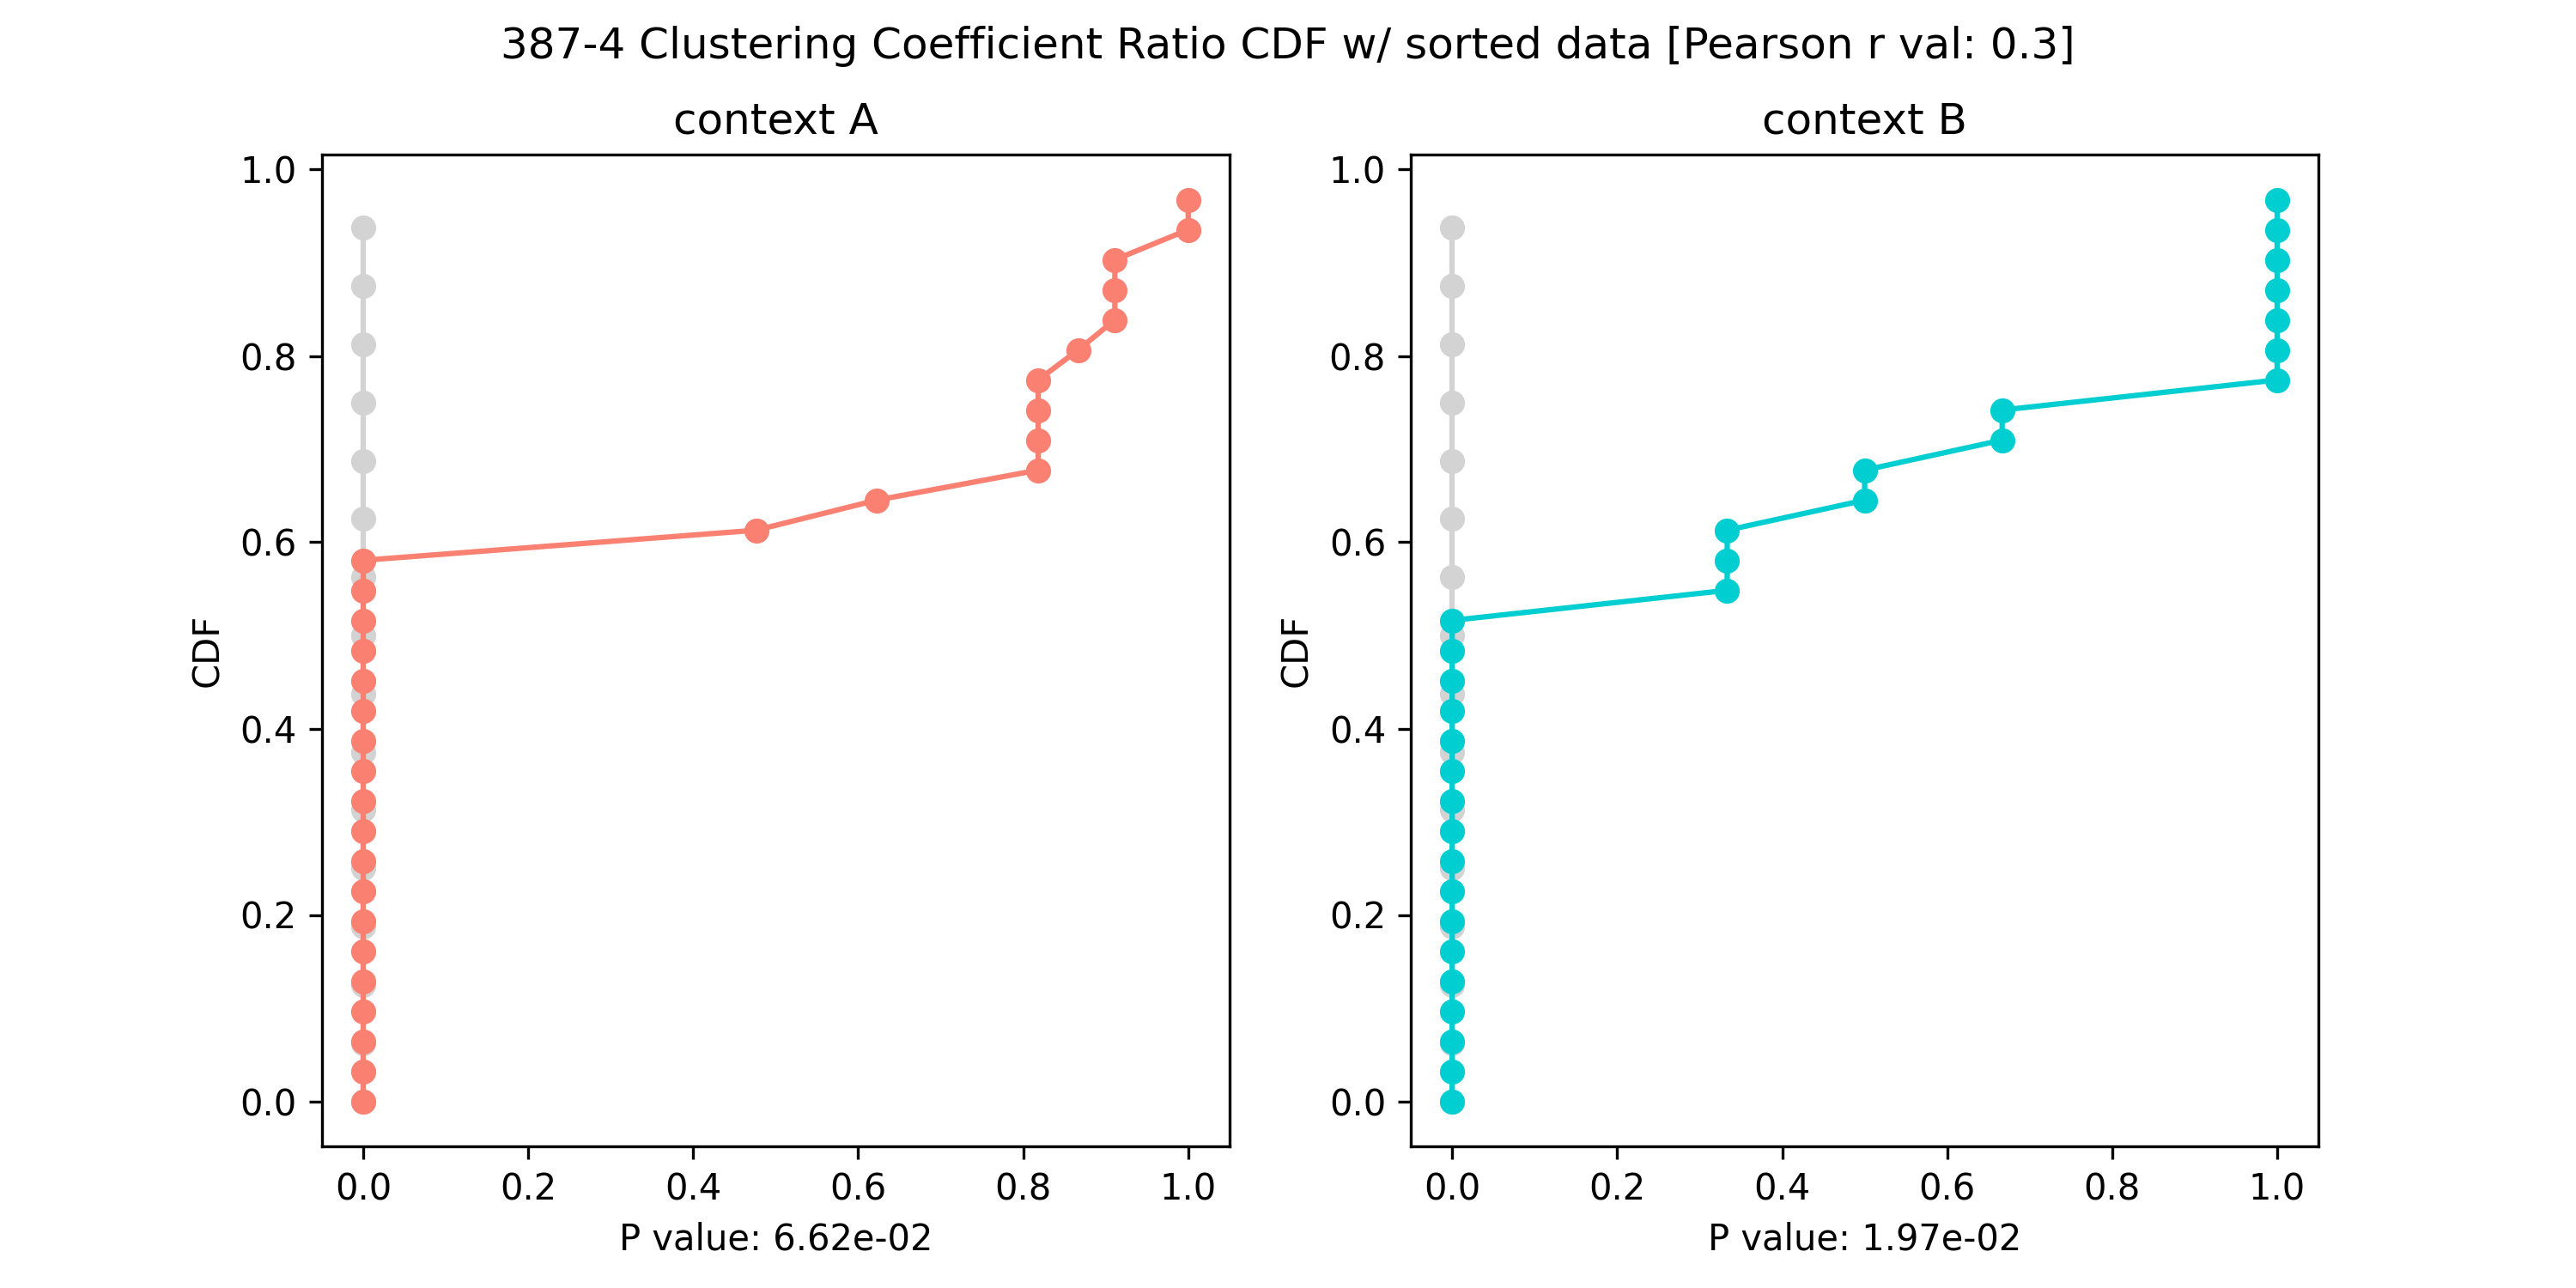 387-4 Clustering Coefficient Ratio CDF w/ sorted data [Pearson r val: 0.3]
context A
1.0
0.8
0.6
0.4
0.2
0.0
CDF
0.0 0.2 0.4 0.6 0.8 1.0
P value: 6.62e-02
context B
1.0
0.8
0.6
0.4
0.2
0.0
CDF
0.0 0.2 0.4 0.6 0.8 1.0
P value: 1.97e-02